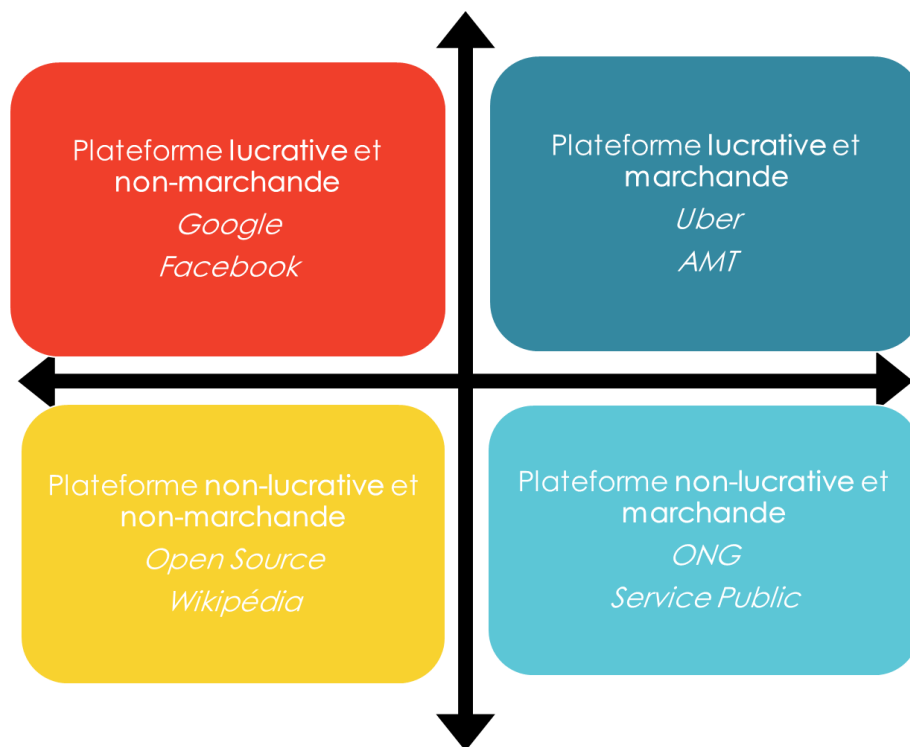 Plateforme lucrative et
non-marchande
Google
Facebook
Plateforme lucrative et
marchande
Uber
AMT
Plateforme non-lucrative et
non-marchande
Open Source
Wikipédia
Plateforme non-lucrative et
marchande
ONG
Service Public